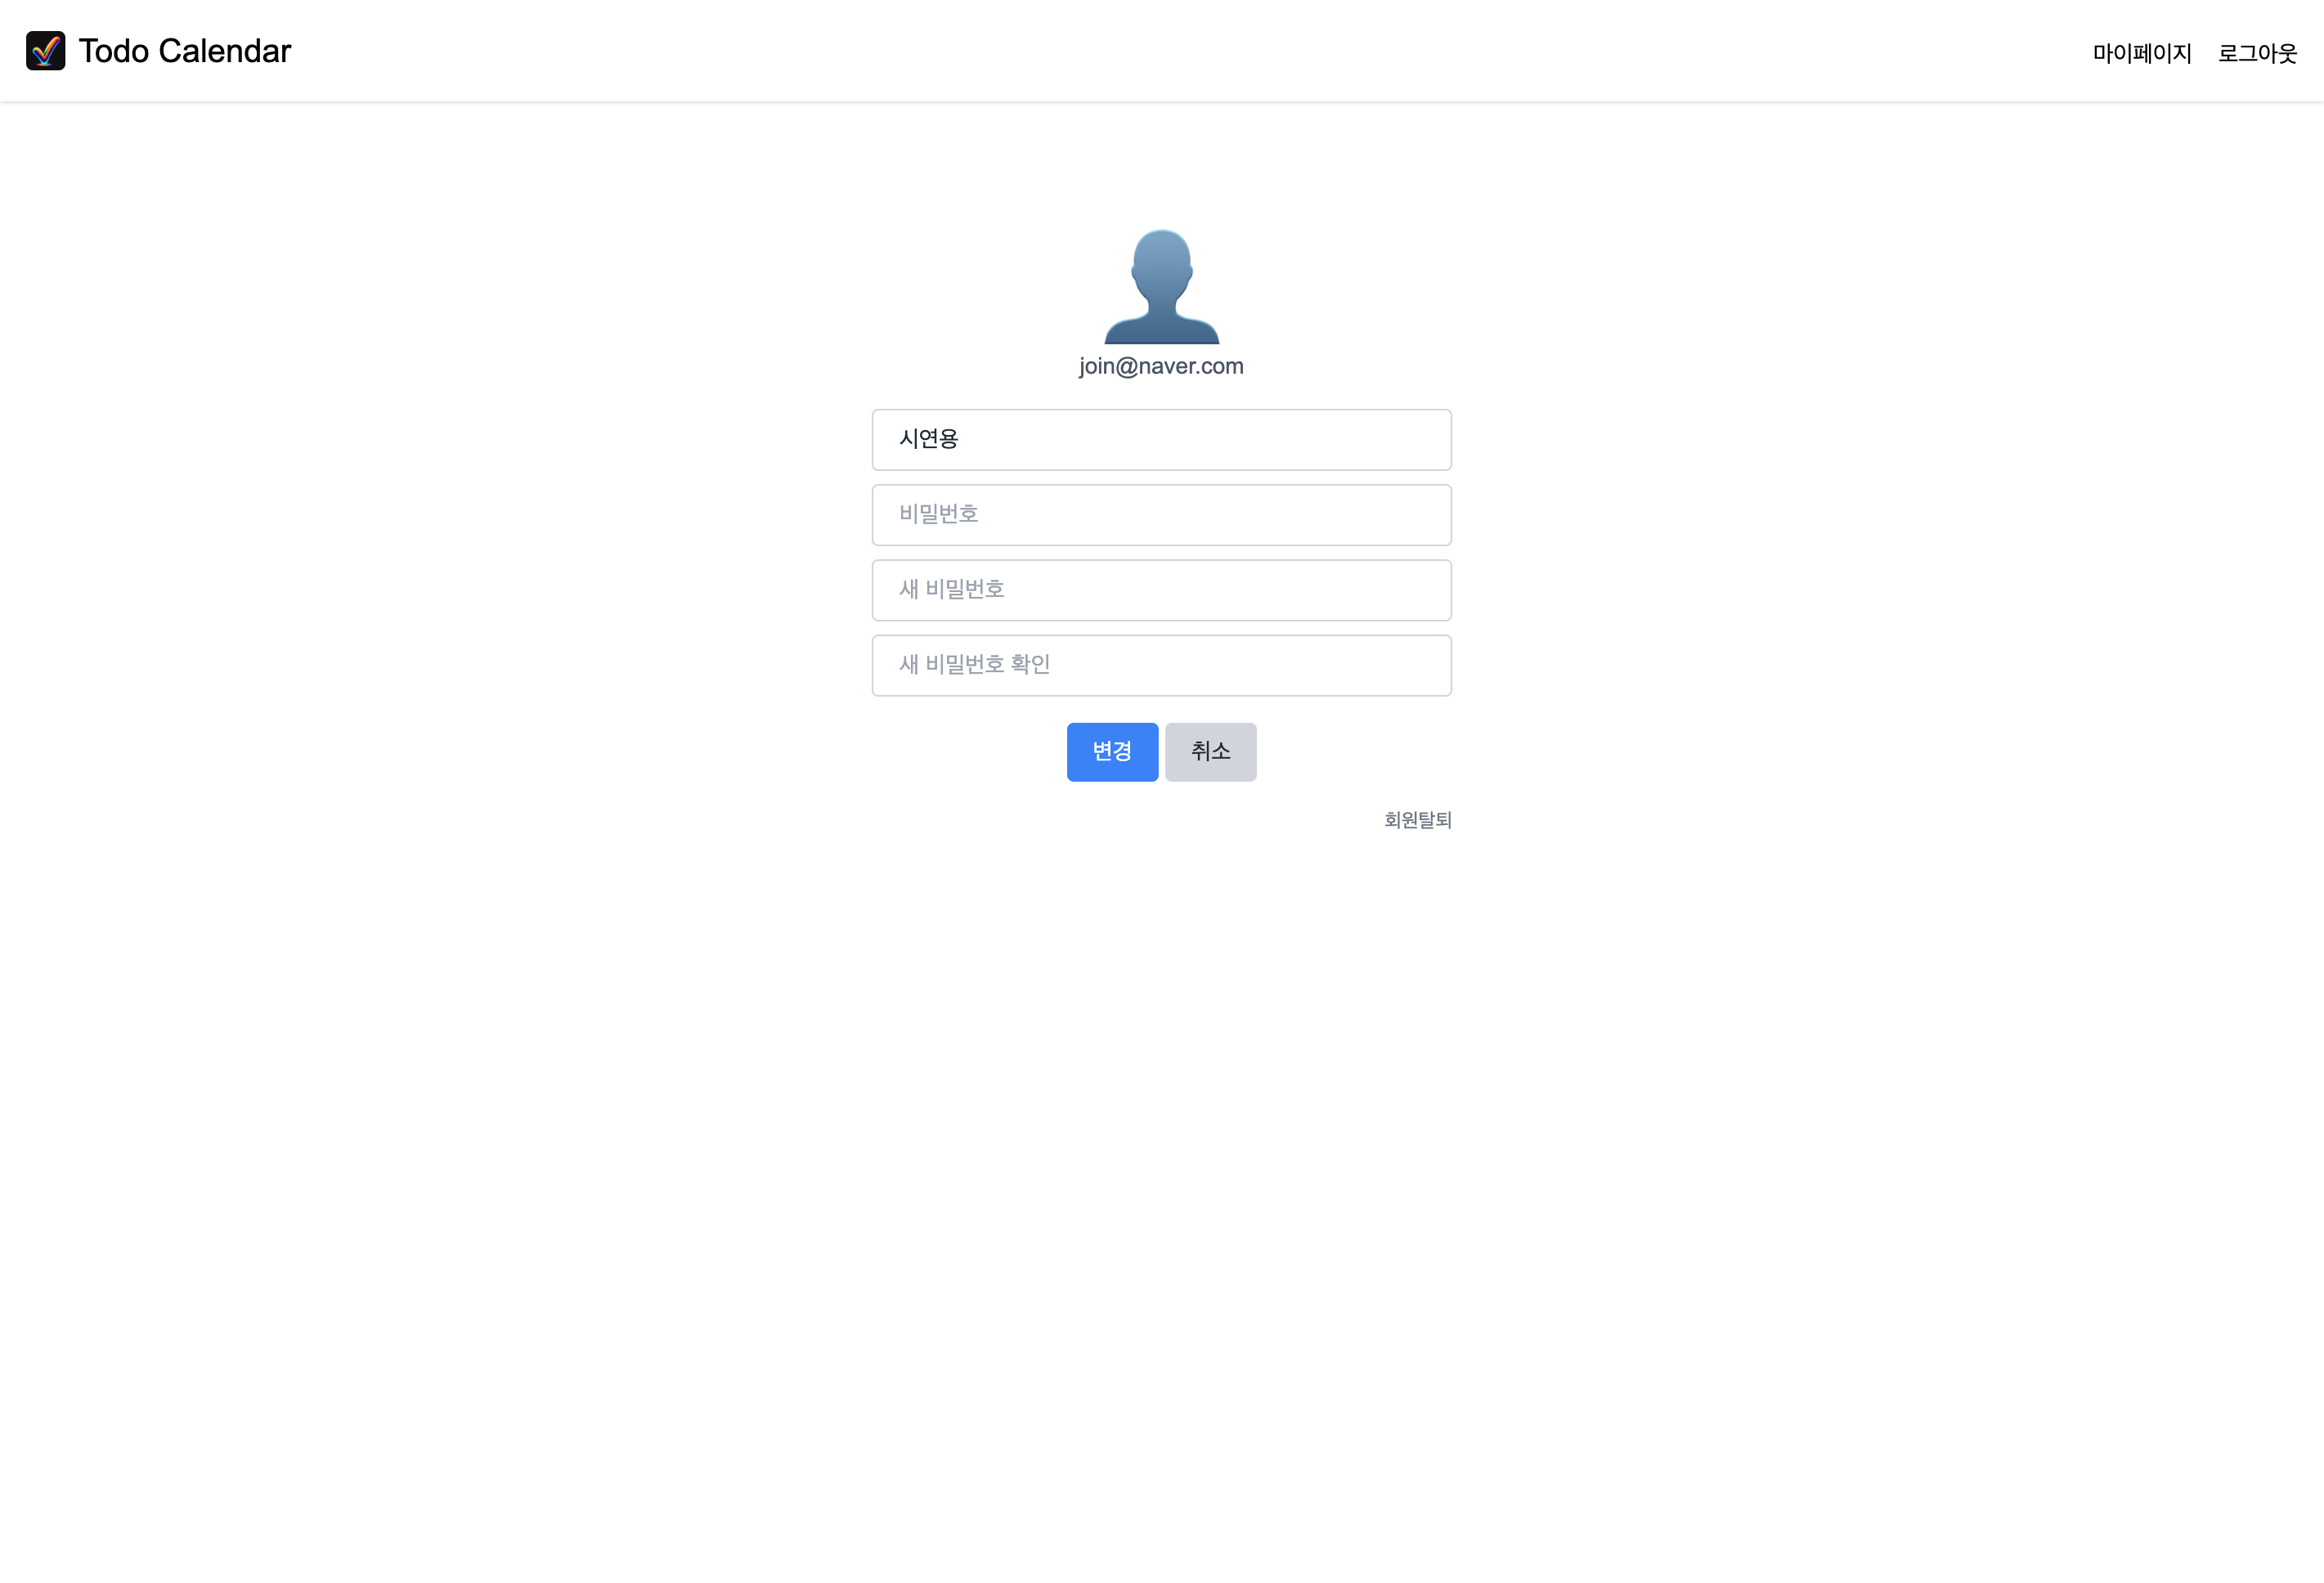 Todo Calendar
마이페이지 로그아웃
join@naver.com
시연용
비밀번호
새 비밀번호
새 비밀번호 확인
변경 취소
회원탈퇴